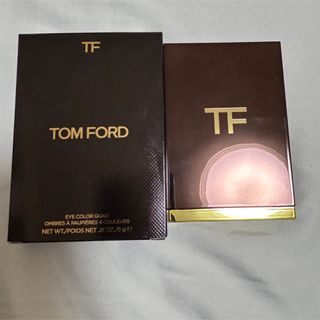 TF
TOM FORD
EYE COLOR QUAD
OMBRES À PAUPIÈRES 4 COULEURS
NET WT./POIDS NET .21 OZ./6 g ℮
TF